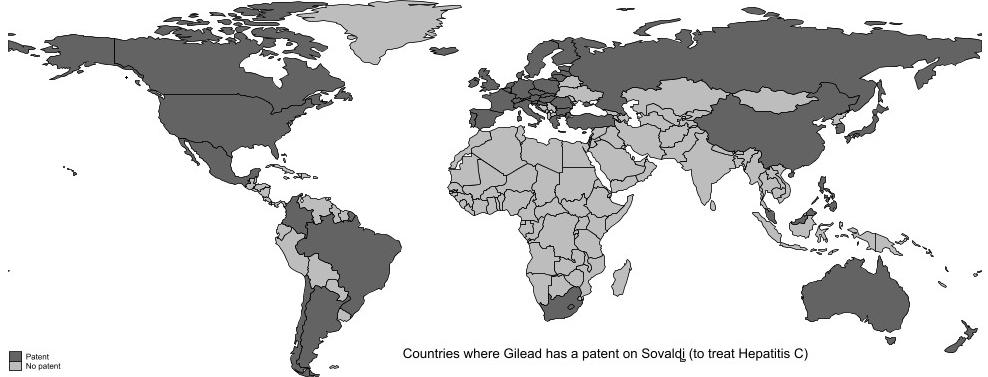 Countries where Gilead has a patent on Sovaldi (to treat Hepatitis C)
Patent
No patent